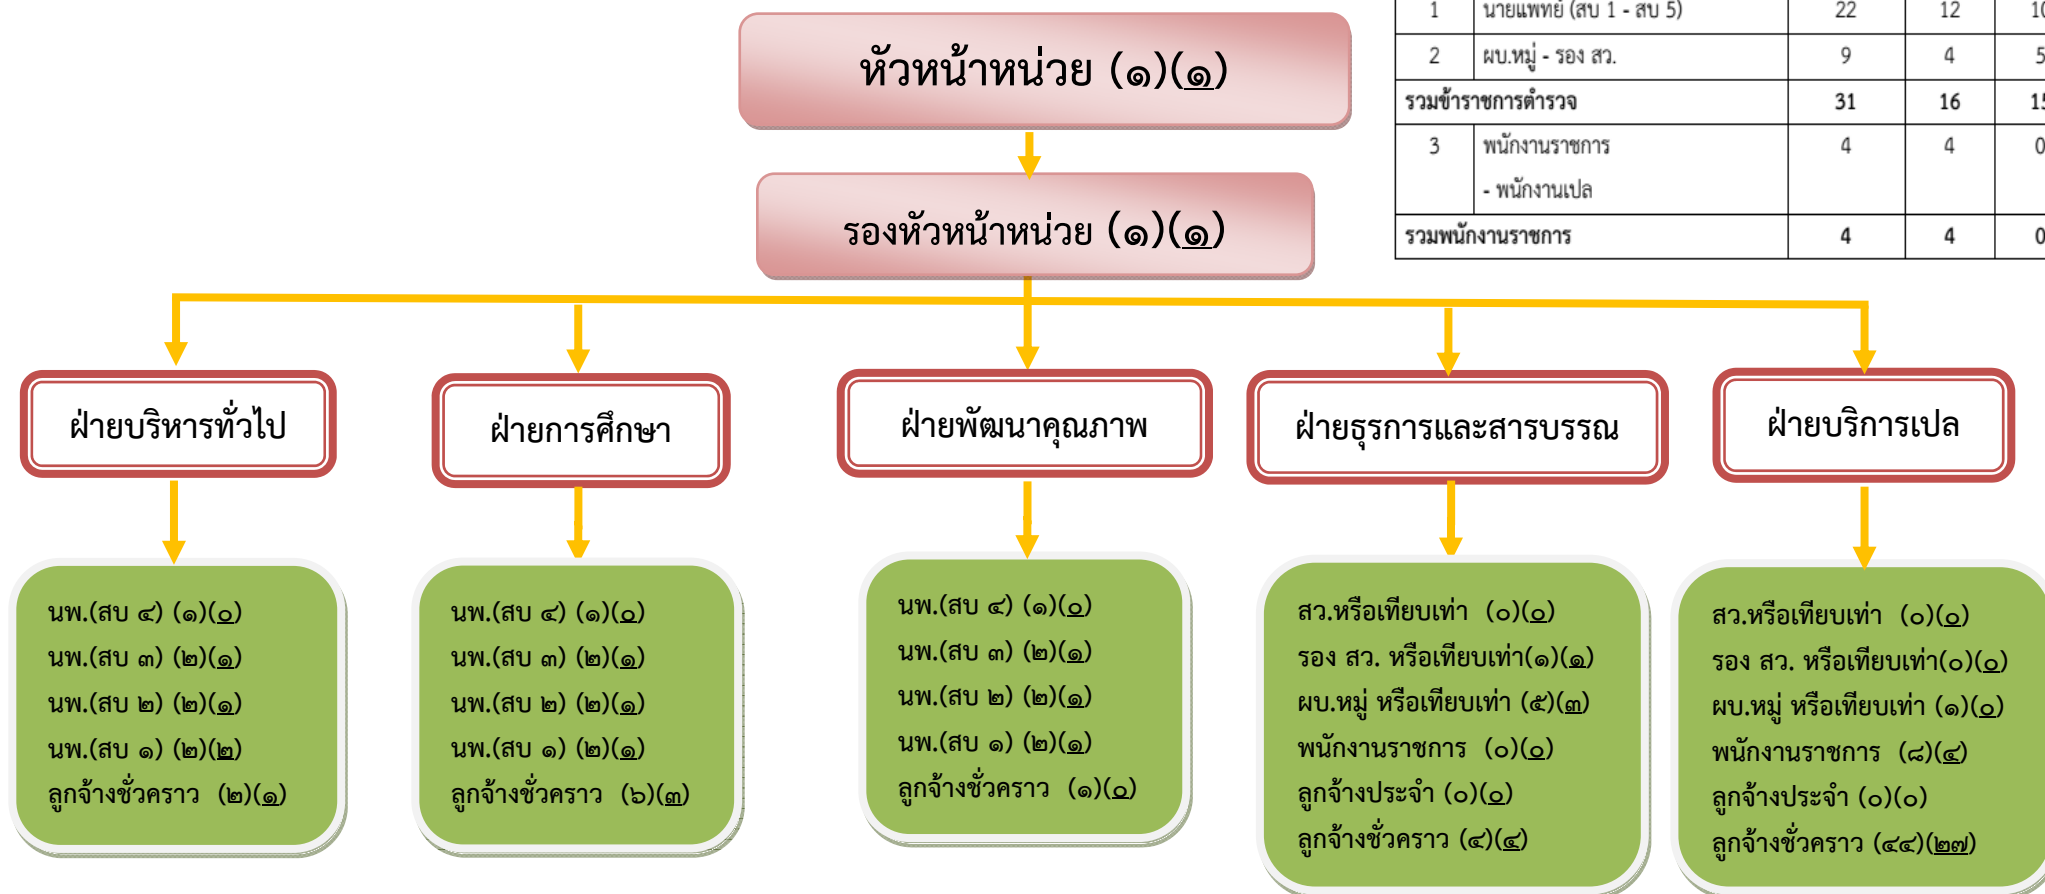 หัวหน้าหน่วย (๑)(๑)
รองหัวหน้าหน่วย (๑)(๑)
1 นายแพทย์ (สบ 1 - สบ 5) 22 12 10
2 ผบ.หมู่ - รอง สว. 9 4 5
รวมข้าราชการตำรวจ 31 16 15
3 พนักงานราชการ 4 4 0
- พนักงานเปล
รวมพนักงานราชการ 4 4 0
ฝ่ายบริหารทั่วไป
ฝ่ายการศึกษา
ฝ่ายพัฒนาคุณภาพ
ฝ่ายธุรการและสารบรรณ
ฝ่ายบริการเปล
นพ.(สบ ๔) (๑)(๐)
นพ.(สบ ๓) (๒)(๑)
นพ.(สบ ๒) (๒)(๑)
นพ.(สบ ๑) (๒)(๒)
ลูกจ้างชั่วคราว (๒)(๑)
นพ.(สบ ๔) (๑)(๐)
นพ.(สบ ๓) (๒)(๑)
นพ.(สบ ๒) (๒)(๑)
นพ.(สบ ๑) (๒)(๑)
ลูกจ้างชั่วคราว (๖)(๓)
นพ.(สบ ๔) (๑)(๐)
นพ.(สบ ๓) (๒)(๑)
นพ.(สบ ๒) (๒)(๑)
นพ.(สบ ๑) (๒)(๑)
ลูกจ้างชั่วคราว (๑)(๐)
สว.หรือเทียบเท่า (๐)(๐)
รอง สว. หรือเทียบเท่า(๑)(๑)
ผบ.หมู่ หรือเทียบเท่า (๕)(๓)
พนักงานราชการ (๐)(๐)
ลูกจ้างประจำ (๐)(๐)
ลูกจ้างชั่วคราว (๔)(๔)
สว.หรือเทียบเท่า (๐)(๐)
รอง สว. หรือเทียบเท่า(๐)(๐)
ผบ.หมู่ หรือเทียบเท่า (๑)(๐)
พนักงานราชการ (๘)(๔)
ลูกจ้างประจำ (๐)(๐)
ลูกจ้างชั่วคราว (๔๔)(๒๗)